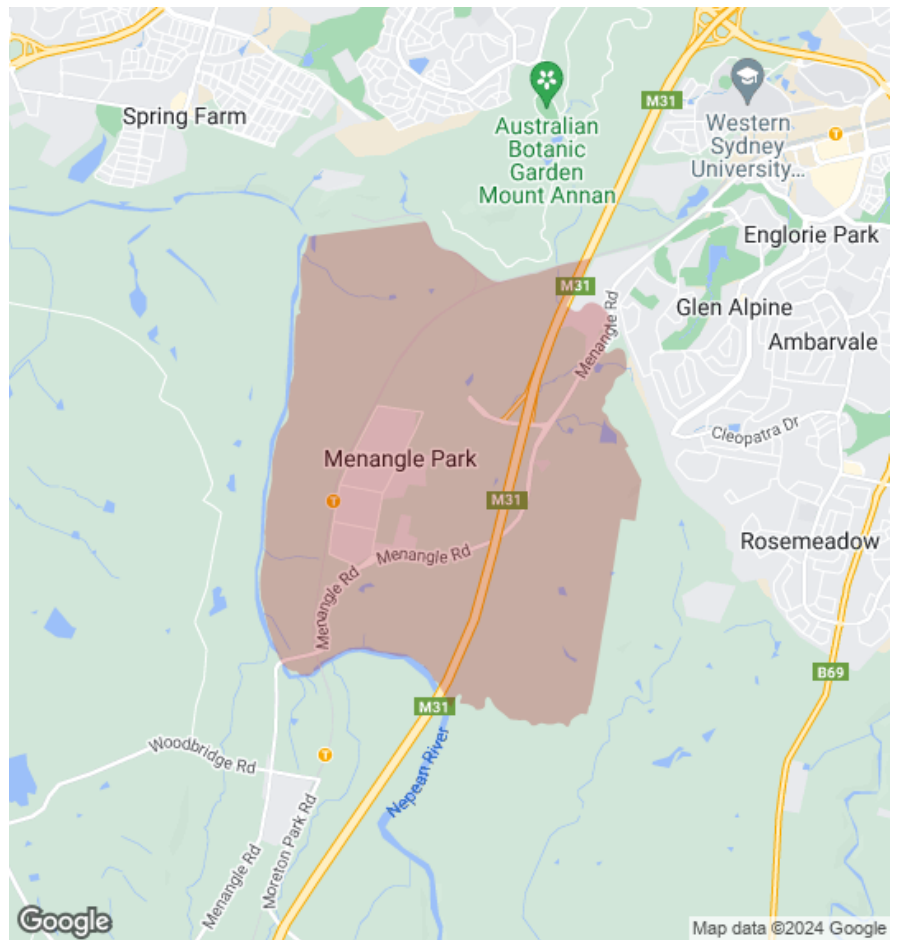 Spring Farm
M31
Australian
Botanic
Garden
Mount Annan
Western
Sydney
University...
T
Englorie Park
M31
Menangle Rd
Glen Alpine
Ambarvale
Cleopatra Dr
Menangle Park
T
M31
Rosemeadow
Menangle Rd
Menangle Rd
B69
M31
Woodbridge Rd
T
Nepean River
Moreton Park Rd
Menangle Rd
Google
Map data ©2024 Google